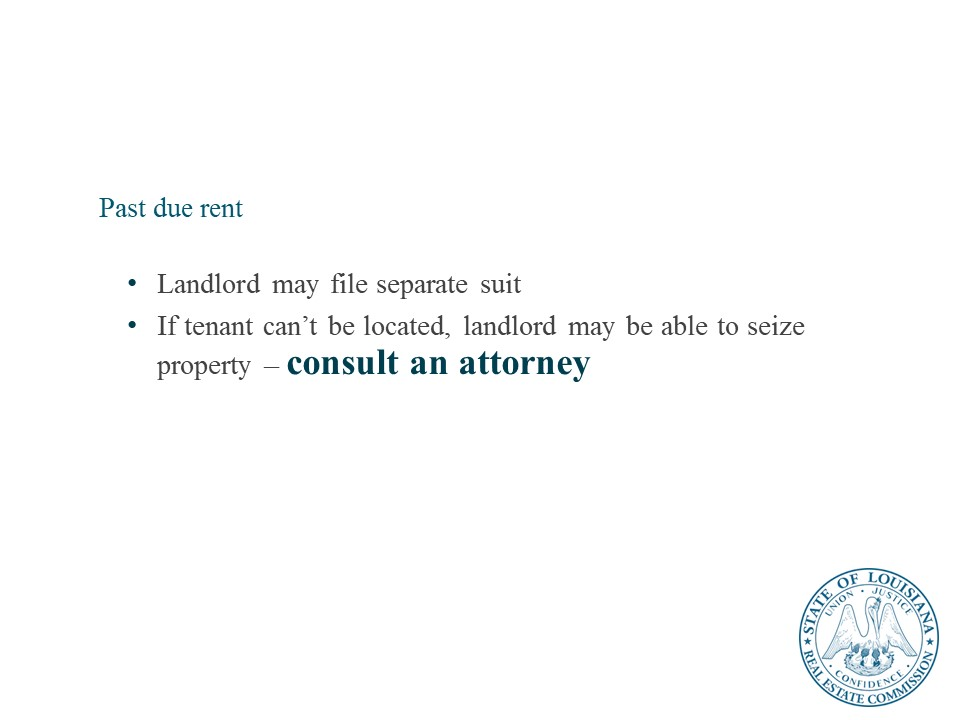 Past due rent
• Landlord may file separate suit
• If tenant can’t be located, landlord may be able to seize
property – consult an attorney
STATE OF LOUISIANA
UNION • JUSTICE
CONFIDENCE
REAL ESTATE COMMISSION